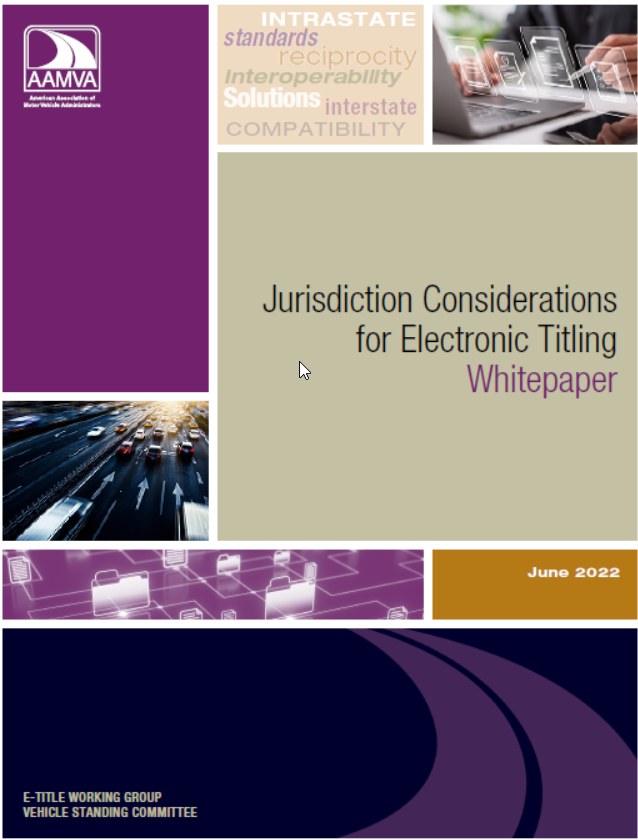 AAMVA
American Association of
Motor Vehicle Administrators
INTRASTATE
standards
reciprocity
Interoperability
Solutions interstate
COMPATIBILITY
Jurisdiction Considerations
for Electronic Titling
Whitepaper
June 2022
E-TITLE WORKING GROUP
VEHICLE STANDING COMMITTEE